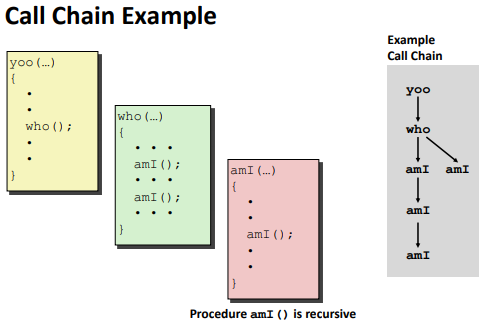 Call Chain Example
yoo(…)
{
•
•
who();
•
•
}
who(…)
{
• • •
amI();
• • •
amI();
• • •
}
amI(…)
{
•
•
amI();
•
•
}
Procedure amI() is recursive
Example
Call Chain
yoo
who
amI amI
amI
amI